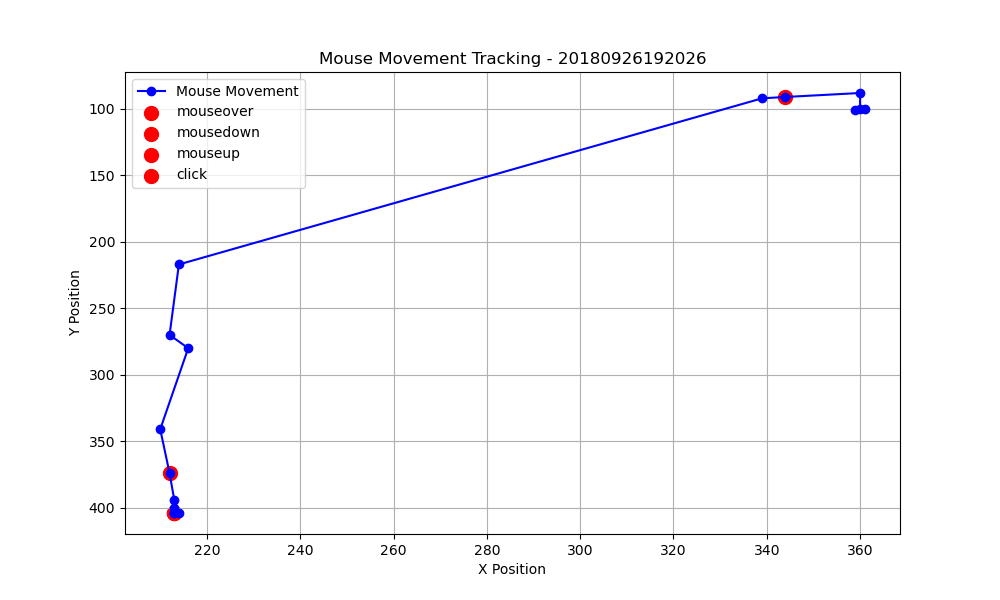 Mouse Movement Tracking - 20180926192026
Mouse Movement
mouseover
mousedown
mouseup
click
100
150
200
250
300
350
400
Y Position
220 240 260 280 300 320 340 360
X Position